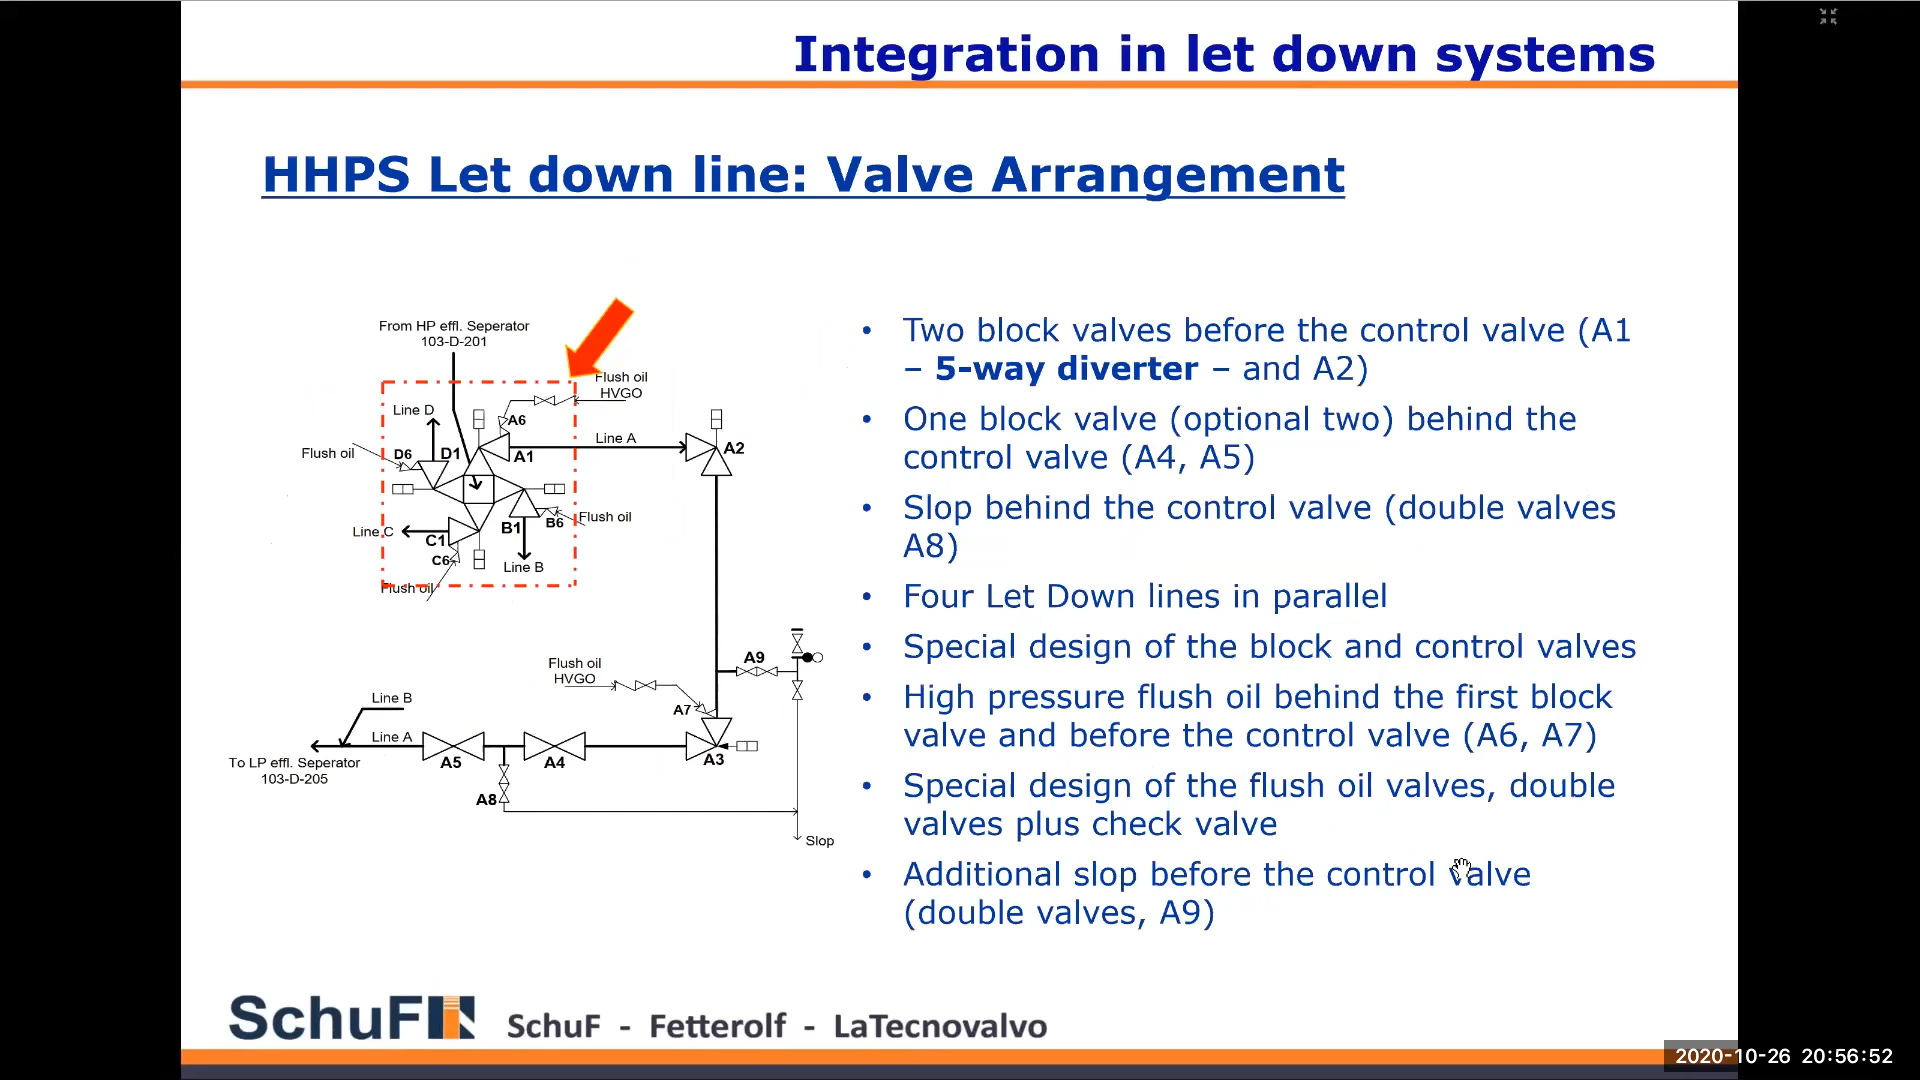 Integration in let down systems
HHPS Let down line: Valve Arrangement
From HP effl. Seperator
103-D-201
Flush oil
HVGO
Line D
A6
Line A
A2
Flush oil
D6
D1
A1
Line C
C1
B1
B6
Flush oil
C6
Line B
Flush oil
A9
Flush oil
HVGO
Line B
A7
Line A
To LP effl. Seperator
103-D-205
A5
A4
A3
A8
Slop
• Two block valves before the control valve (A1
– 5-way diverter – and A2)
• One block valve (optional two) behind the
control valve (A4, A5)
• Slop behind the control valve (double valves
A8)
• Four Let Down lines in parallel
• Special design of the block and control valves
• High pressure flush oil behind the first block
valve and before the control valve (A6, A7)
• Special design of the flush oil valves, double
valves plus check valve
• Additional slop before the control valve
(double valves, A9)
SchuF
SchuF - Fetterolf - LaTecnovalvo
2020-10-26 20:56:52